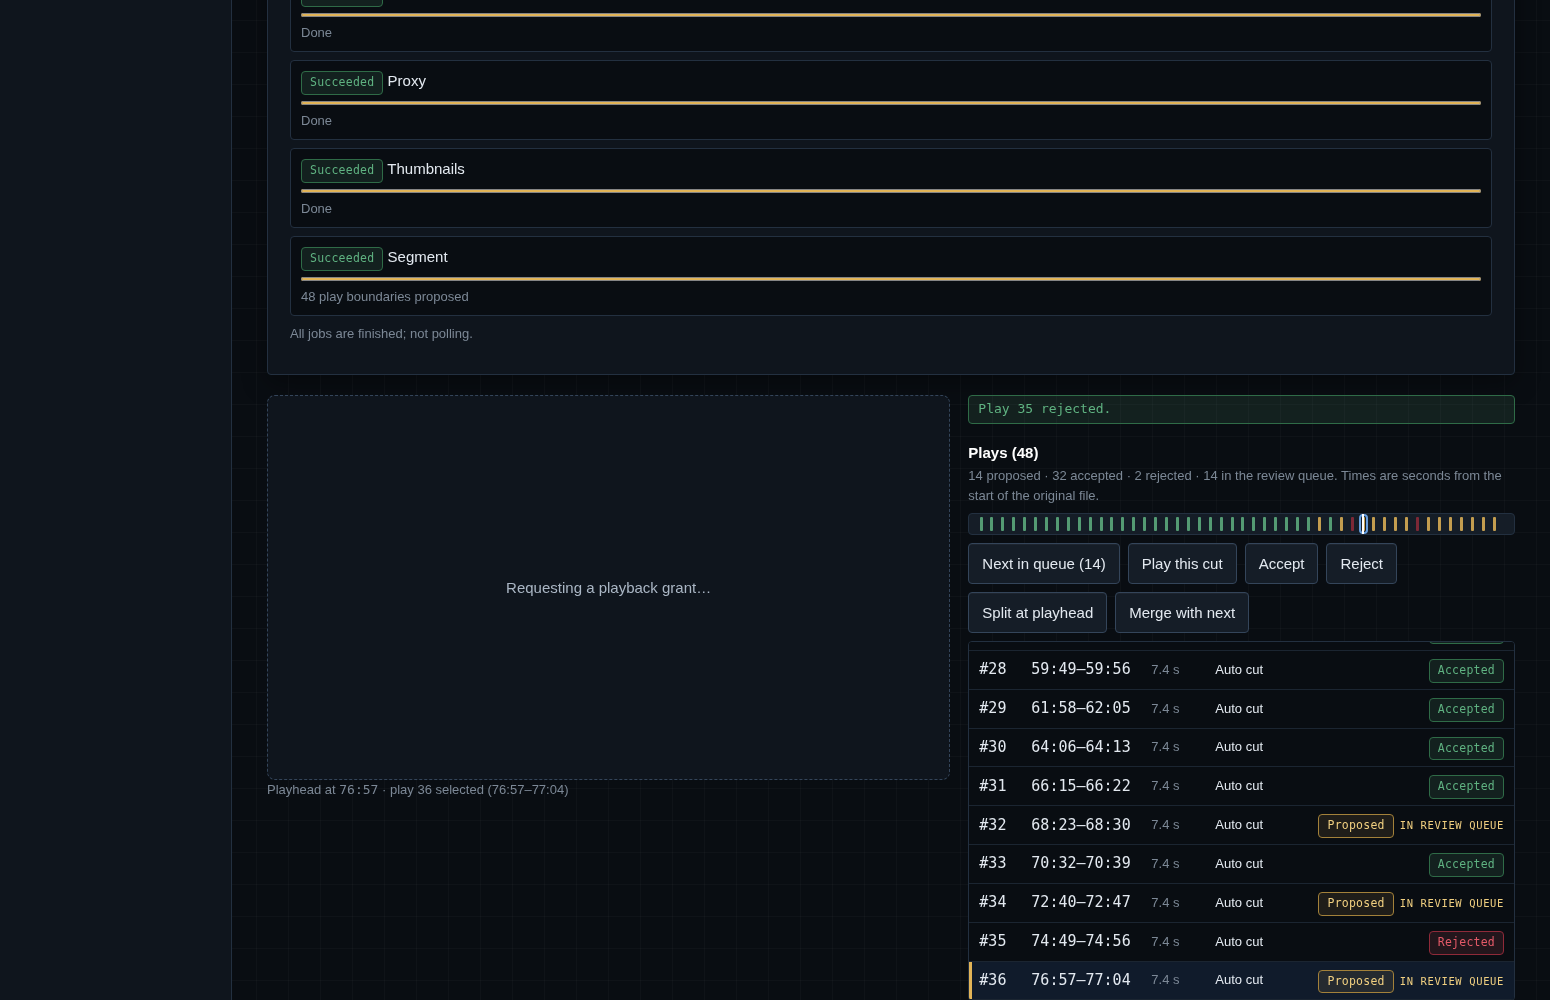 Done
Succeeded Proxy
Done
Succeeded Thumbnails
Done
Succeeded Segment
48 play boundaries proposed
All jobs are finished; not polling.
Requesting a playback grant…
Playhead at 76:57 · play 36 selected (76:57–77:04)
Play 35 rejected.
Plays (48)
14 proposed · 32 accepted · 2 rejected · 14 in the review queue. Times are seconds from the
start of the original file.
Next in queue (14) Play this cut Accept Reject
Split at playhead Merge with next
#28 59:49–59:56 7.4 s Auto cut Accepted
#29 61:58–62:05 7.4 s Auto cut Accepted
#30 64:06–64:13 7.4 s Auto cut Accepted
#31 66:15–66:22 7.4 s Auto cut Accepted
#32 68:23–68:30 7.4 s Auto cut Proposed IN REVIEW QUEUE
#33 70:32–70:39 7.4 s Auto cut Accepted
#34 72:40–72:47 7.4 s Auto cut Proposed IN REVIEW QUEUE
#35 74:49–74:56 7.4 s Auto cut Rejected
#36 76:57–77:04 7.4 s Auto cut Proposed IN REVIEW QUEUE